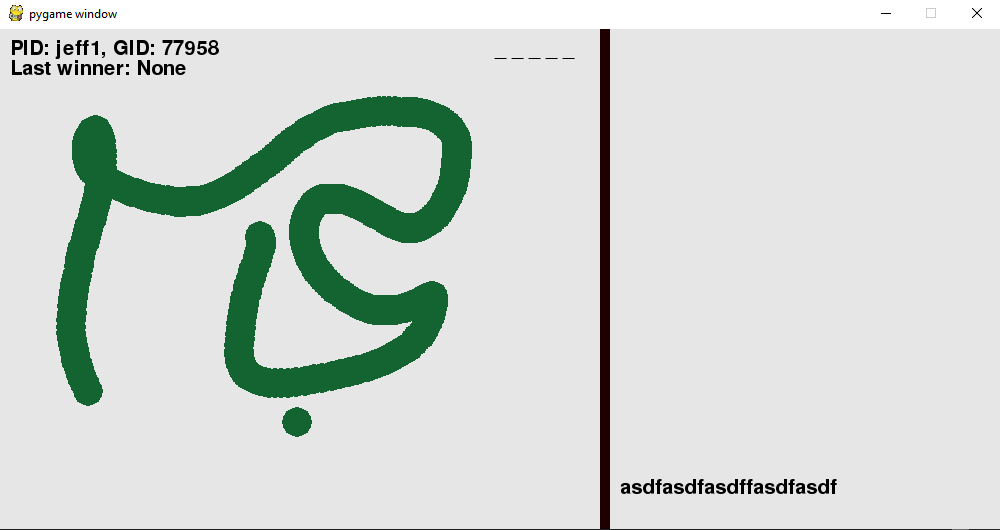 pygame window
PID: jeff1, GID: 77958
Last winner: None
_ _ _ _ _
asdfasdfasdffasdfasdf